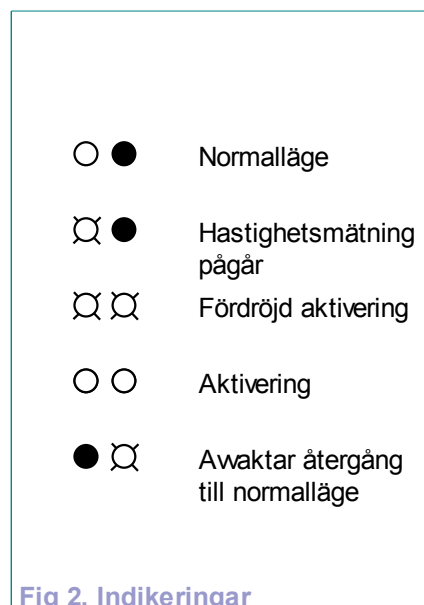 Normalläge
Hastighetsmätning
pågår
Fördröjd aktivering
Aktivering
Awaktar återgång
till normalläge
Fig 2. Indikeringar